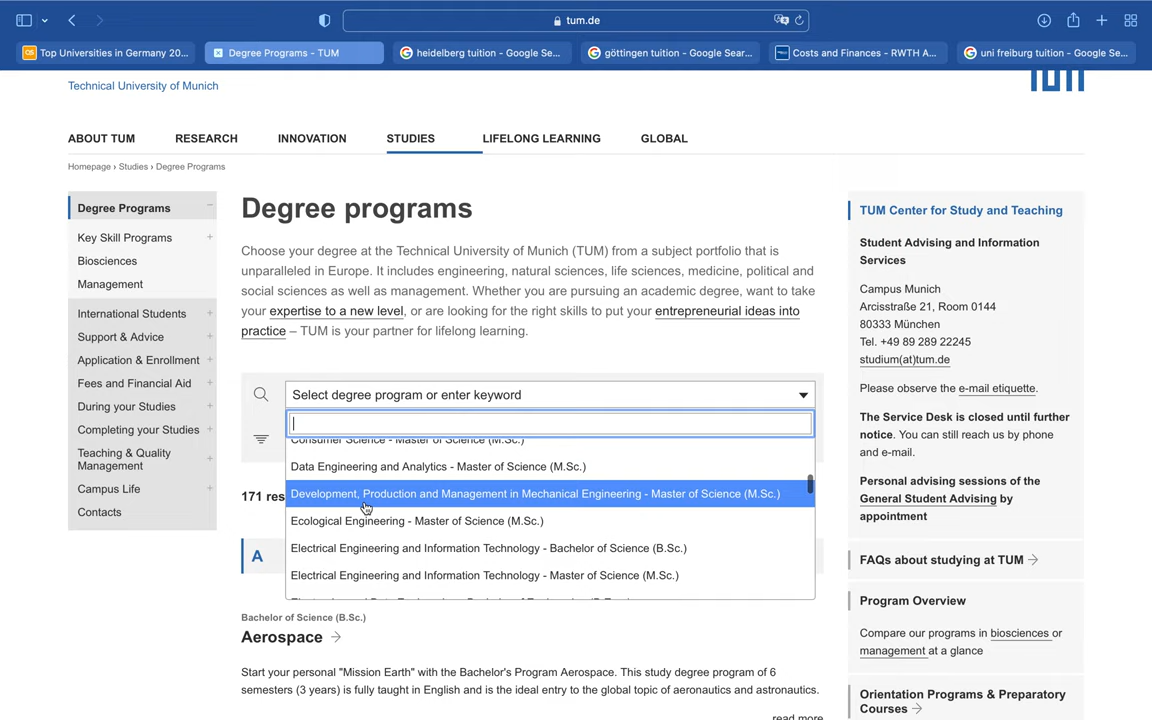 tum.de
Top Universities in Germany 20...
Degree Programs - TUM
heidelberg tuition - Google Se...
göttingen tuition - Google Sear...
Costs and Finances - RWTH A...
uni freiburg tuition - Google Se...
Technical University of Munich
TUM
ABOUT TUM
RESEARCH
INNOVATION
STUDIES
LIFELONG LEARNING
GLOBAL
Homepage › Studies › Degree Programs
Degree Programs
Key Skill Programs
Biosciences
Management
International Students
Support & Advice
Application & Enrollment
Fees and Financial Aid
During your Studies
Completing your Studies
Teaching & Quality
Management
Campus Life
Contacts
Degree programs
Choose your degree at the Technical University of Munich (TUM) from a subject portfolio that is
unparalleled in Europe. It includes engineering, natural sciences, life sciences, medicine, political and
social sciences as well as management. Whether you are pursuing an academic degree, want to take
your expertise to a new level, or are looking for the right skills to put your entrepreneurial ideas into
practice – TUM is your partner for lifelong learning.
Select degree program or enter keyword
Consumer Science - Master of Science (M.Sc.)
Data Engineering and Analytics - Master of Science (M.Sc.)
Development, Production and Management in Mechanical Engineering - Master of Science (M.Sc.)
Ecological Engineering - Master of Science (M.Sc.)
Electrical Engineering and Information Technology - Bachelor of Science (B.Sc.)
Electrical Engineering and Information Technology - Master of Science (M.Sc.)
171 res
A
Bachelor of Science (B.Sc.)
Aerospace
Start your personal "Mission Earth" with the Bachelor's Program Aerospace. This study degree program of 6
semesters (3 years) is fully taught in English and is the ideal entry to the global topic of aeronautics and astronautics.
read more
TUM Center for Study and Teaching
Student Advising and Information
Services
Campus Munich
Arcisstraße 21, Room 0144
80333 München
Tel. +49 89 289 22245
studium(at)tum.de
Please observe the e-mail etiquette.
The Service Desk is closed until further
notice. You can still reach us by phone
and e-mail.
Personal advising sessions of the
General Student Advising by
appointment
FAQs about studying at TUM
Program Overview
Compare our programs in biosciences or
management at a glance
Orientation Programs & Preparatory
Courses